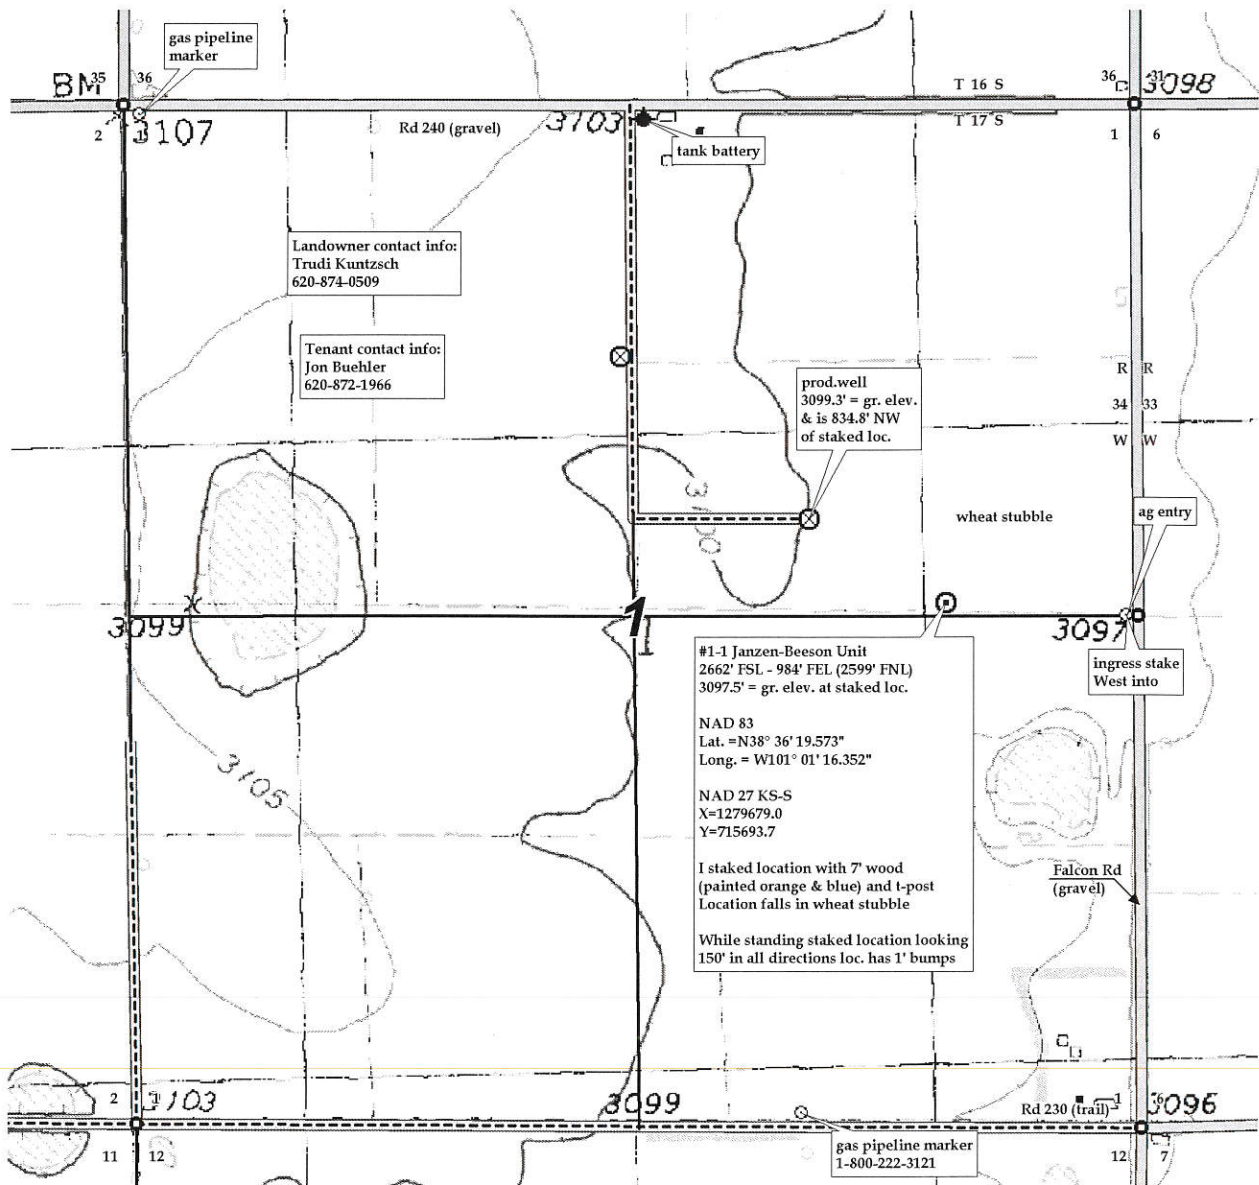 gas pipeline
marker
BM
35
36
36
31
3098
T 16 S
T 17 S
2
3107
Rd 240 (gravel)
3103
1
6
tank battery
Landowner contact info:
Trudi Kuntzsch
620-874-0509
Tenant contact info:
Jon Buehler
620-872-1966
prod.well
3099.3' = gr. elev.
& is 834.8' NW
of staked loc.
R
R
34
33
W
W
3100
wheat stubble
ag entry
3099
1
1
3097
#1-1 Janzen-Beeson Unit
2662' FSL - 984' FEL (2599' FNL)
3097.5' = gr. elev. at staked loc.
NAD 83
Lat. =N38° 36' 19.573"
Long. = W101° 01' 16.352"
NAD 27 KS-S
X=1279679.0
Y=715693.7
I staked location with 7' wood
(painted orange & blue) and t-post
Location falls in wheat stubble
While standing staked location looking
150' in all directions loc. has 1' bumps
ingress stake
West into
3105
Falcon Rd
(gravel)
2
1
3103
3099
Rd 230 (trail)
1
6
3096
11
12
gas pipeline marker
1-800-222-3121
12
7